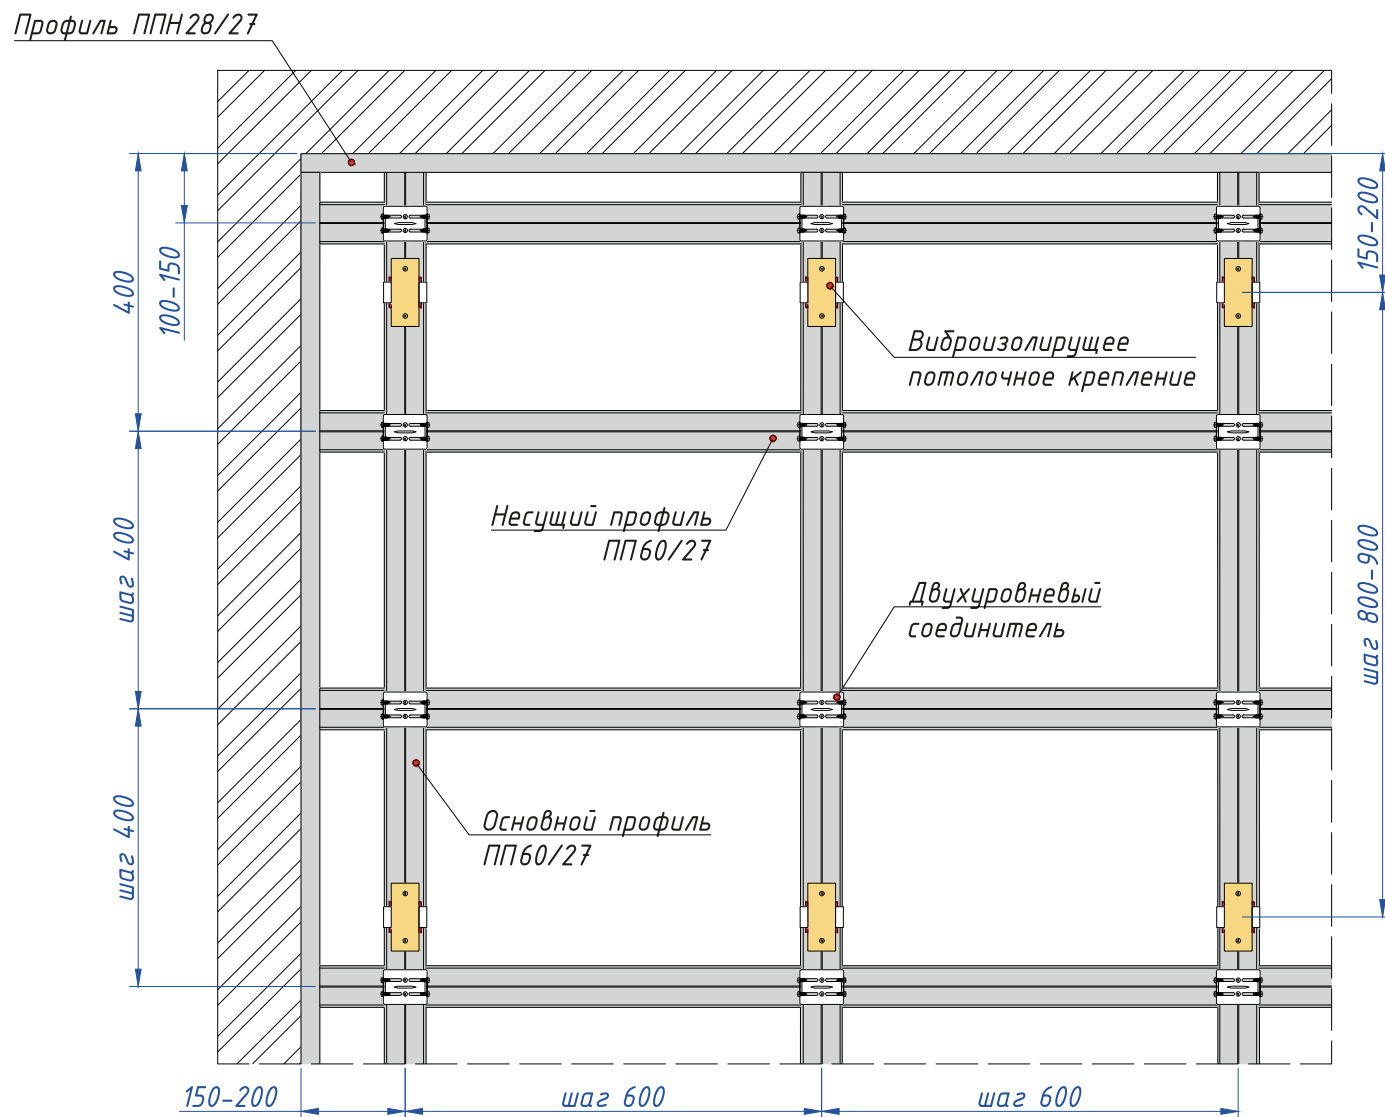 Профиль ППН28/27
400
100-150
150-200
Виброизолирущее
потолочное крепление
Несущий профиль
ПП60/27
шаг 400
Двухуровневый
соединитель
шаг 800-900
Основной профиль
ПП60/27
шаг 400
150-200
шаг 600
шаг 600